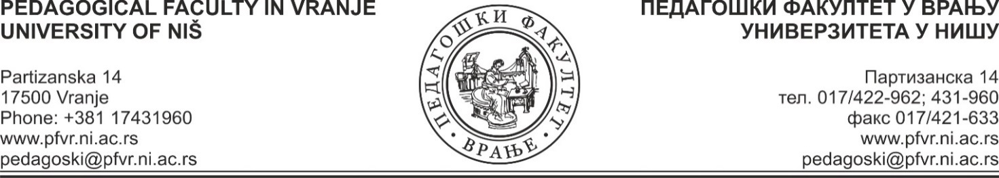 PEDAGOGICAL FACULTY IN VRANJE
UNIVERSITY OF NIŠ
Partizanska 14
17500 Vranje
Phone: +381 17431960
www.pfvr.ni.ac.rs
pedagoski@pfvr.ni.ac.rs
ПЕДАГОШКИ ФАКУЛТЕТ
ВРАЊЕ
ПЕДАГОШКИ ФАКУЛТЕТ У ВРАЊУ
УНИВЕРЗИТЕТА У НИШУ
Партизанска 14
тел. 017/422-962; 431-960
факс 017/421-633
www.pfvr.ni.ac.rs
pedagoski@pfvr.ni.ac.rs